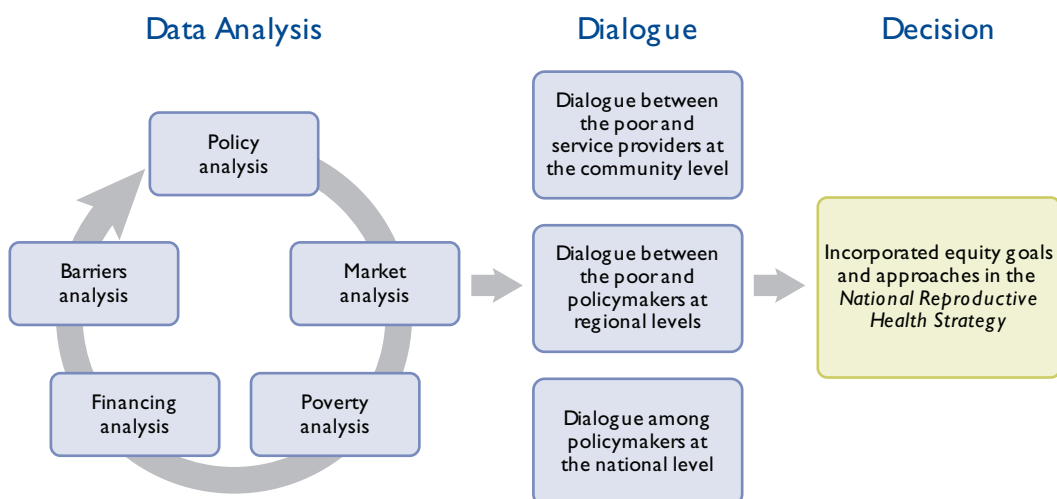 Data Analysis
Dialogue
Decision
Policy
analysis
Market
analysis
Poverty
analysis
Financing
analysis
Barriers
analysis
Dialogue between
the poor and
service providers at
the community level
Dialogue between
the poor and
policymakers at
regional levels
Dialogue among
policymakers at
the national level
Incorporated equity goals
and approaches in the
National Reproductive
Health Strategy